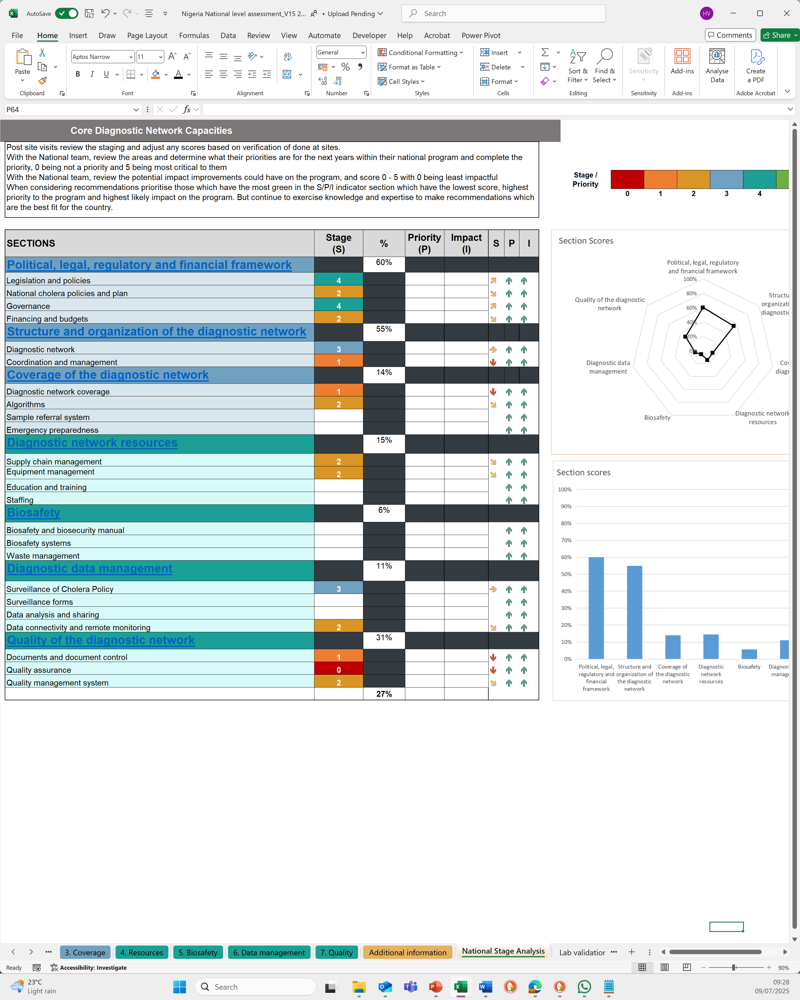 AutoSave
Nigeria National level assessment_V15 2... • Upload Pending
Search
HV
File Home Insert Draw Page Layout Formulas Data Review View Automate Developer Help Acrobat Power Pivot
Comments Share
Paste
Clipboard
Aptos Narrow 11
B I U
Font
ab
Alignment
General
% 
Number
Conditional Formatting
Format as Table
Cell Styles
Styles
Insert
Delete
Format
Cells
Sort & Filter
Find & Select
Editing
Sensitivity
Sensitivity
Add-ins
Add-ins
Analyse Data
Create a PDF
Adobe Acrobat
P64
fx
Core Diagnostic Network Capacities
Post site visits review the staging and adjust any scores based on verification of done at sites.
With the National team, review the areas and determine what their priorities are for the next years within their national program and complete the
priority, 0 being not a priority and 5 being most critical to them
With the National team, review the potential impact improvements could have on the program, and score 0 - 5 with 0 being least impactful
When considering recommendations prioritise those which have the most green in the S/P/I indicator section which have the lowest score, highest
priority to the program and highest likely impact on the program. But continue to exercise knowledge and expertise to make recommendations which
are the best fit for the country.
Stage /
Priority
0 1 2 3 4
SECTIONS Stage (S) % Priority (P) Impact (I) S P I
Political, legal, regulatory and financial framework 60%
Legislation and policies 4
National cholera policies and plan 2
Governance 4
Financing and budgets 2
Structure and organization of the diagnostic network 55%
Diagnostic network 3
Coordination and management 1
Coverage of the diagnostic network 14%
Diagnostic network coverage 1
Algorithms 2
Sample referral system
Emergency preparedness
Diagnostic network resources 15%
Supply chain management 2
Equipment management 2
Education and training
Staffing
Biosafety 6%
Biosafety and biosecurity manual
Biosafety systems
Waste management
Diagnostic data management 11%
Surveillance of Cholera Policy 3
Surveillance forms
Data analysis and sharing
Data connectivity and remote monitoring 2
Quality of the diagnostic network 31%
Documents and document control 1
Quality assurance 0
Quality management system 2
27%
Section Scores
Political, legal, regulatory
and financial framework
100%
80%
60%
40%
20%
0%
Structu
organizati
diagnostic
Quality of the diagnostic
network
Diagnostic data
management
Cov
diagn
Biosafety
Diagnostic network
resources
Section scores
100%
90%
80%
70%
60%
50%
40%
30%
20%
10%
0%
Political, legal,
regulatory and
financial
framework
Structure and
organization of
the diagnostic
network
Coverage of
the diagnostic
network
Diagnostic
network
resources
Biosafety
Diagnost
manage
3. Coverage 4. Resources 5. Biosafety 6. Data management 7. Quality Additional information National Stage Analysis Lab validation
Ready Accessibility: Investigate
90%
23°C
Light rain
Search
09:28
09/07/2025